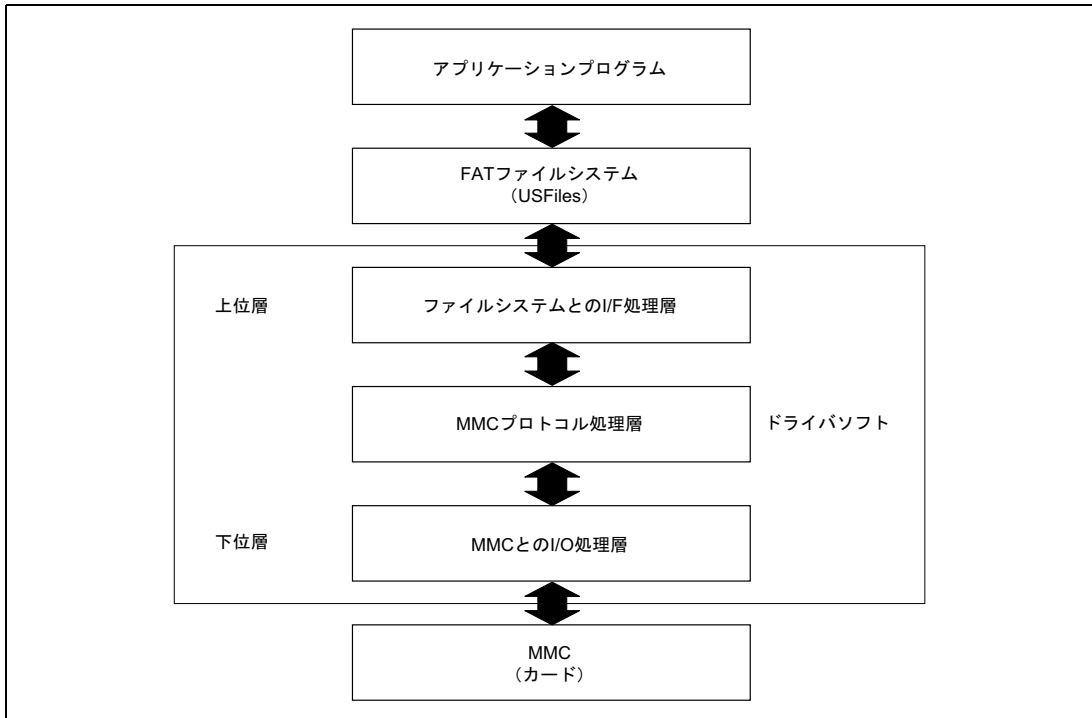 アプリケーションプログラム
FATファイルシステム
（USFiles）
上位層
ファイルシステムとのI/F処理層
MMCプロトコル処理層
ドライバソフト
下位層
MMCとのI/O処理層
MMC
（カード）